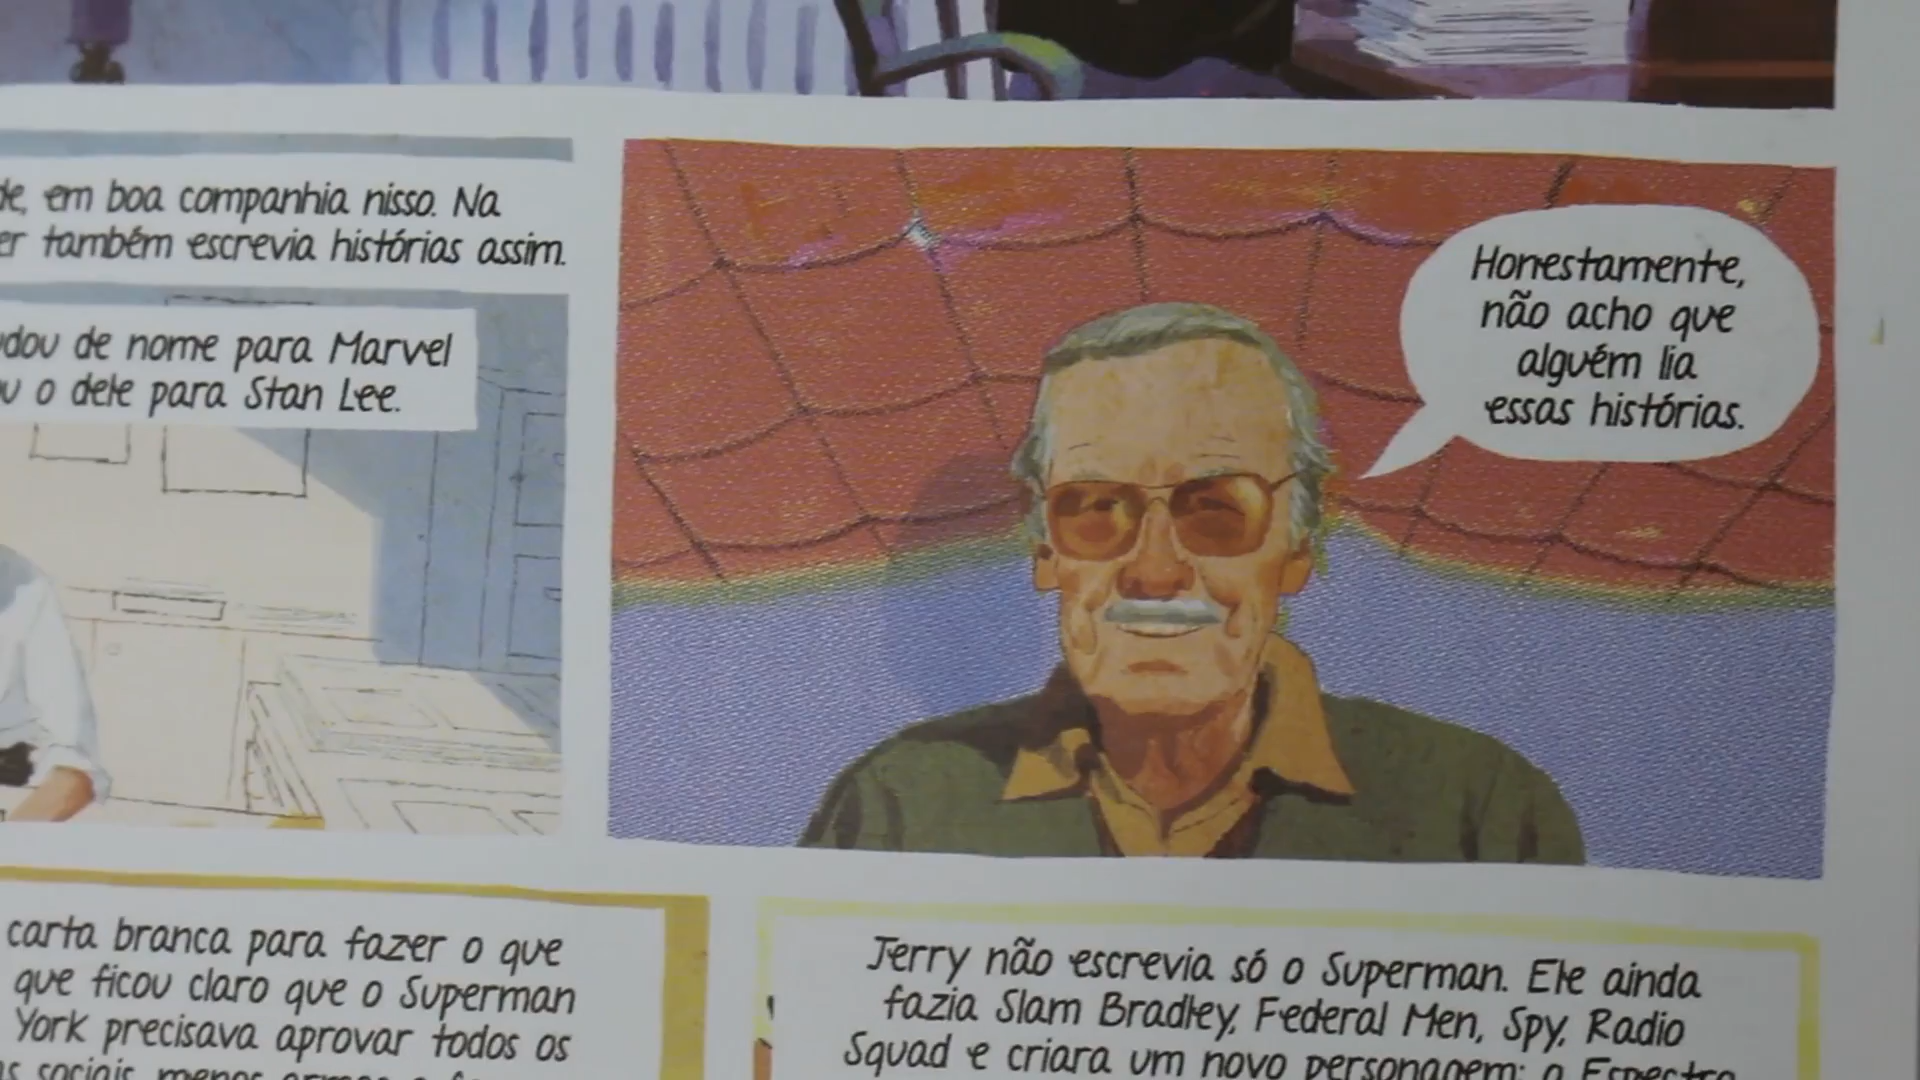 em boa companhia nisso. Na
também escrevia histórias assim.
de nome para Marvel
o dele para Stan Lee.
Honestamente,
não acho que
alguém lia
essas histórias.
carta branca para fazer o que
que ficou claro que o Superman
York precisava aprovar todos os
sociais, menos
Jerry não escrevia só o Superman. Ele ainda
fazia Slam Bradley, Federal Men, Spy, Radio
Squad e criara um novo personagem: o Espectro